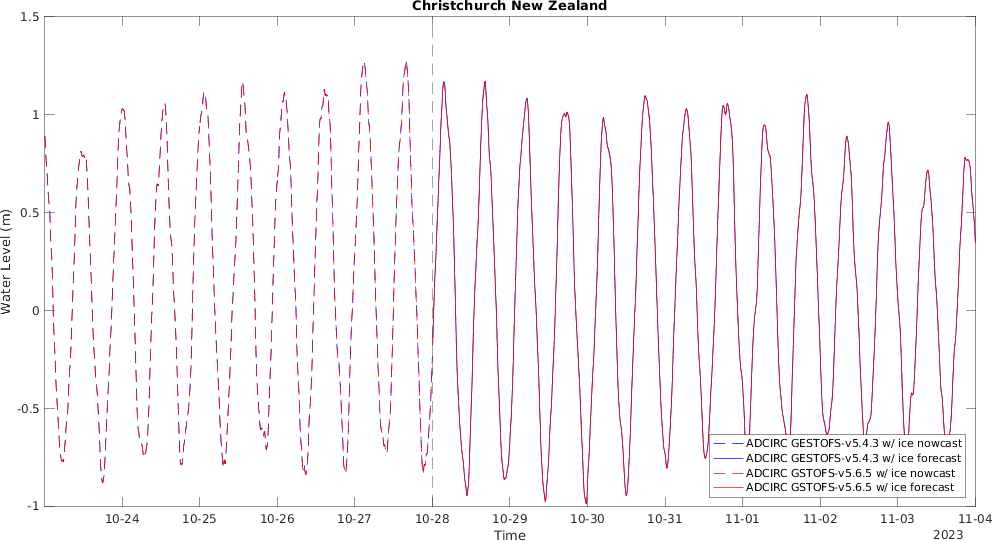 Christchurch New Zealand
Water Level (m)
1.5
1
0.5
0
-0.5
-1
ADCIRC GESTOFS-v5.4.3 w/ ice nowcast
ADCIRC GESTOFS-v5.4.3 w/ ice forecast
ADCIRC GSTOFS-v5.6.5 w/ ice nowcast
ADCIRC GSTOFS-v5.6.5 w/ ice forecast
10-24 10-25 10-26 10-27 10-28 10-29 10-30 10-31 11-01 11-02 11-03 11-04
Time
2023